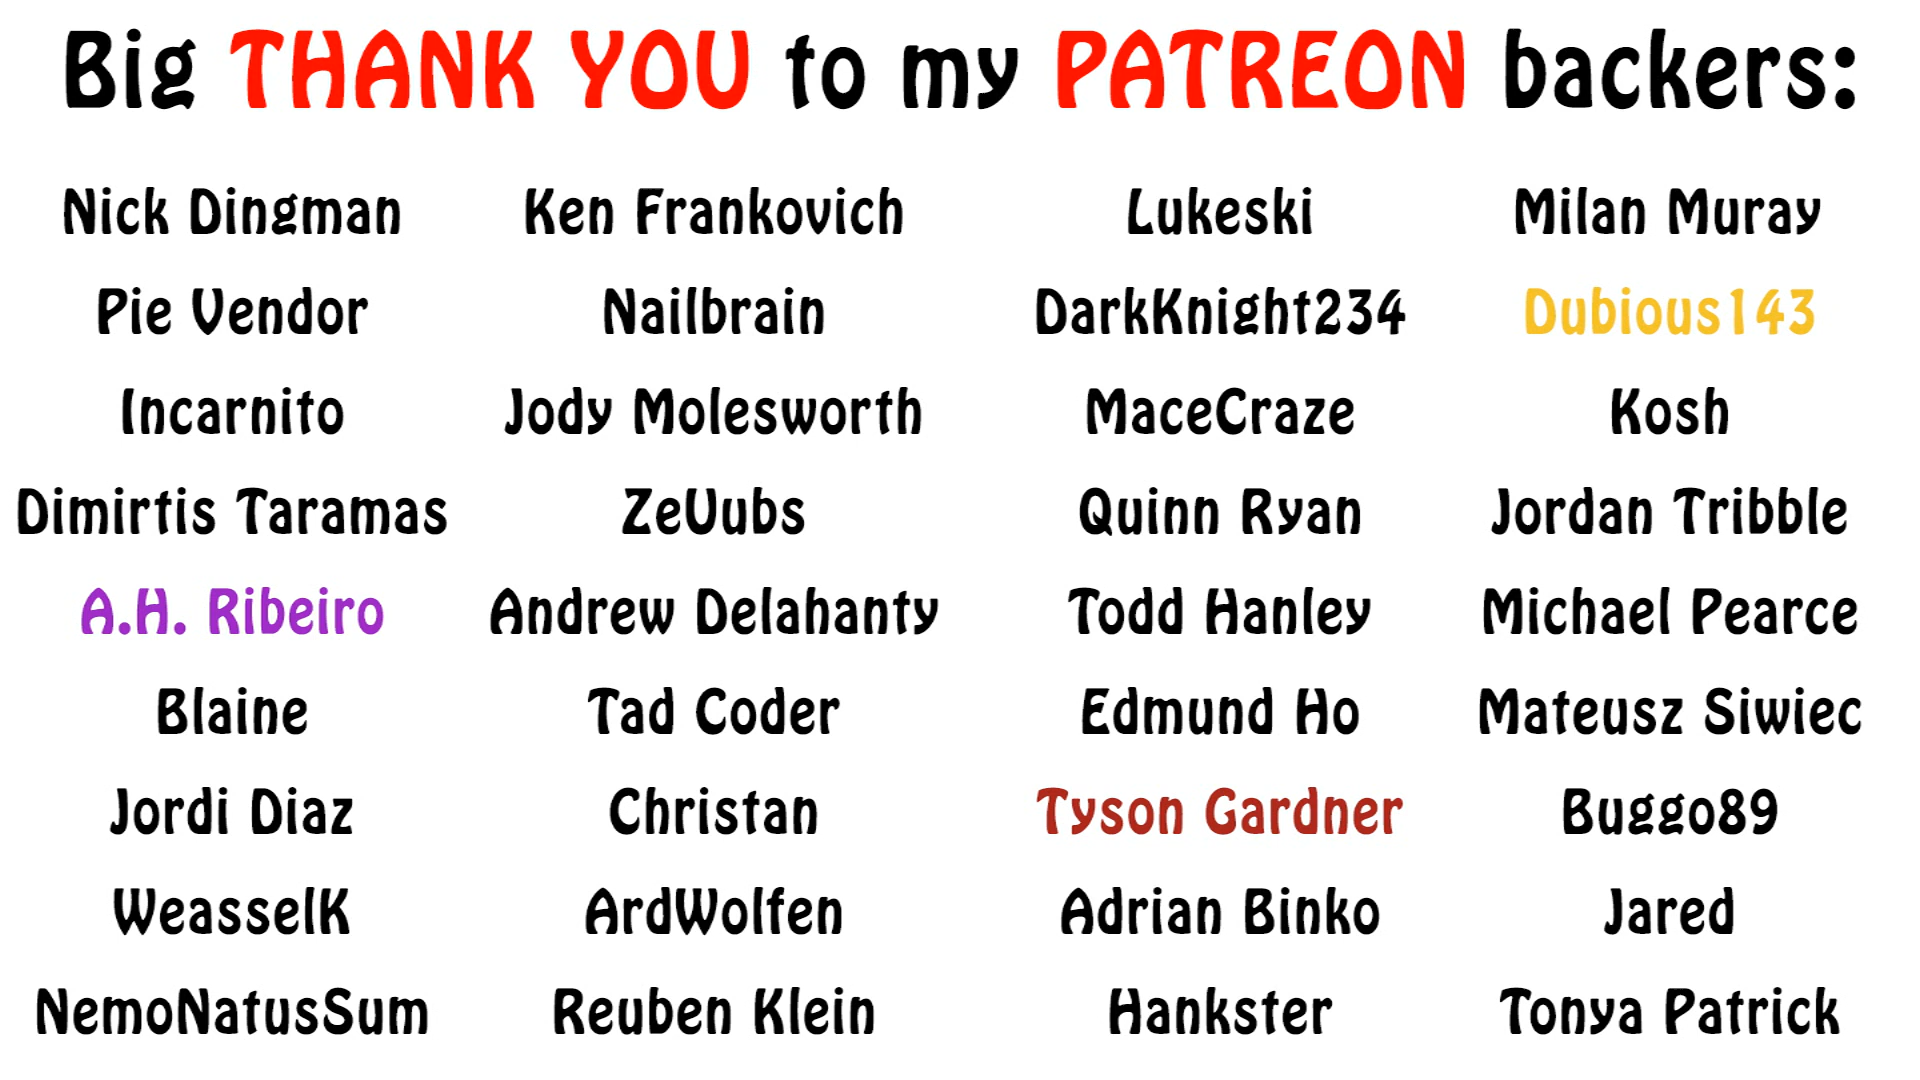 Big THANK YOU to my PATREON backers:
Nick Dingman Ken Frankovich Lukeski Milan Muray
Pie Vendor Nailbrain DarkKnight234 Dubious143
Incarnito Jody Molesworth MaceCraze Kosh
Dimirtis Taramas ZeUubs Quinn Ryan Jordan Tribble
A.H. Ribeiro Andrew Delahanty Todd Hanley Michael Pearce
Blaine Tad Coder Edmund Ho Mateusz Siwiec
Jordi Diaz Christan Tyson Gardner Buggo89
WeasselK ArdWolfen Adrian Binko Jared
NemoNatusSum Reuben Klein Hankster Tonya Patrick